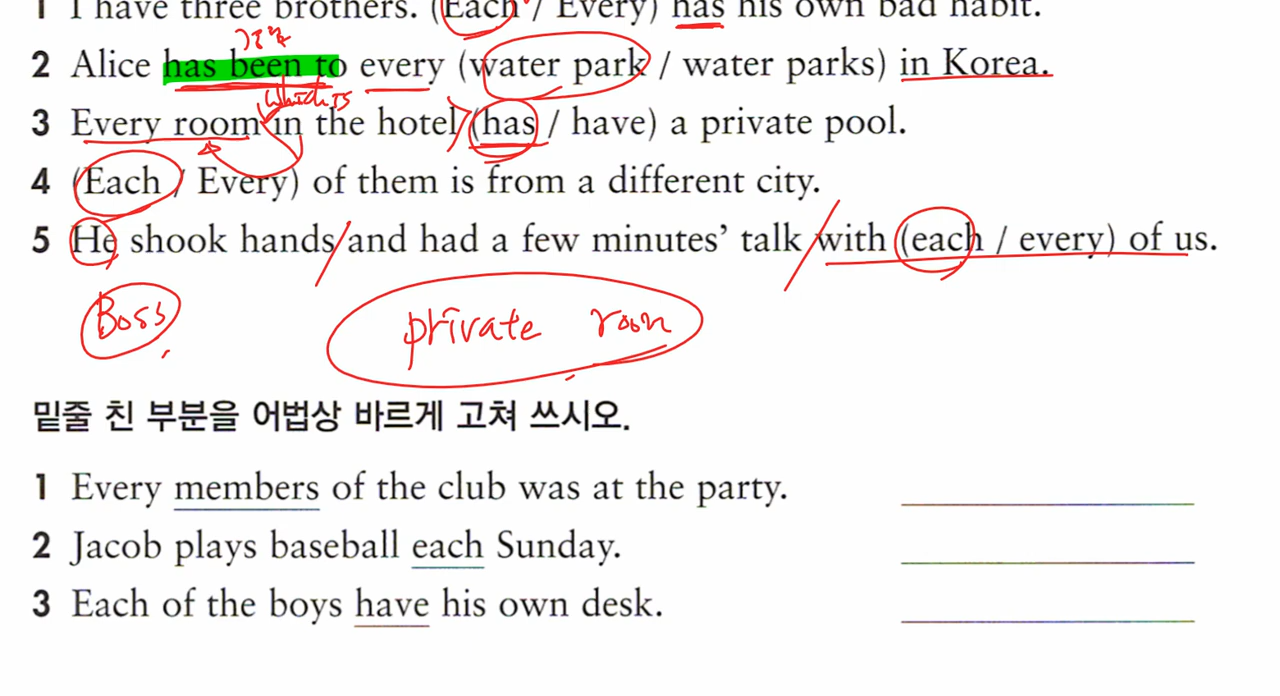 1 I have three brothers. (Each / Every) has his own bad habit.
경험
2 Alice has been to every (water park / water parks) in Korea.
which is
3 Every room in the hotel (has / have) a private pool.
4 (Each / Every) of them is from a different city.
5 He shook hands and had a few minutes’ talk with (each / every) of us.
Boss private room
밑줄 친 부분을 어법상 바르게 고쳐 쓰시오.
1 Every members of the club was at the party.
2 Jacob plays baseball each Sunday.
3 Each of the boys have his own desk.